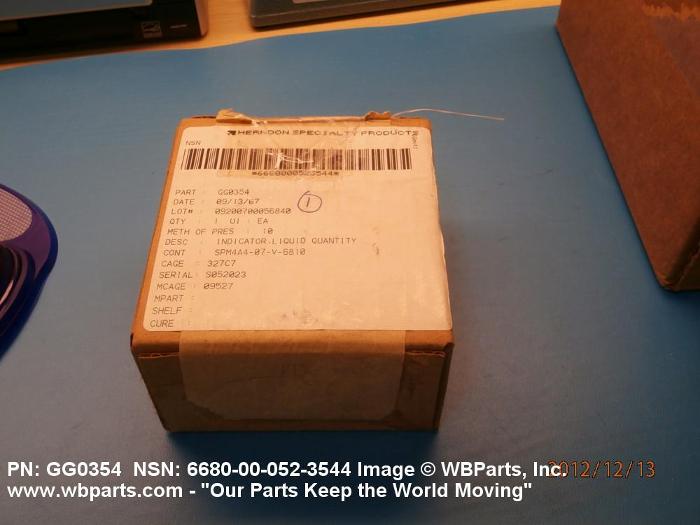 HERNDON SPECIALTY PRODUCTS
NSN
*6680000523544*
PART : GG0354
DATE : 09/13/67
LOT# : 09200700056840
1
QTY : 1 UI : EA
METH OF PRES : 10
DESC : INDICATOR.LIQUID QUANTITY
CONT : SPM4A4-07-V-6810
CAGE : 327C7
SERIAL: S052023
MCAGE : 09527
MPART :
SHELF :
CURE :
PN: GG0354 NSN: 6680-00-052-3544 Image © WBParts, Inc.
2012/12/13
www.wbparts.com - "Our Parts Keep the World Moving"